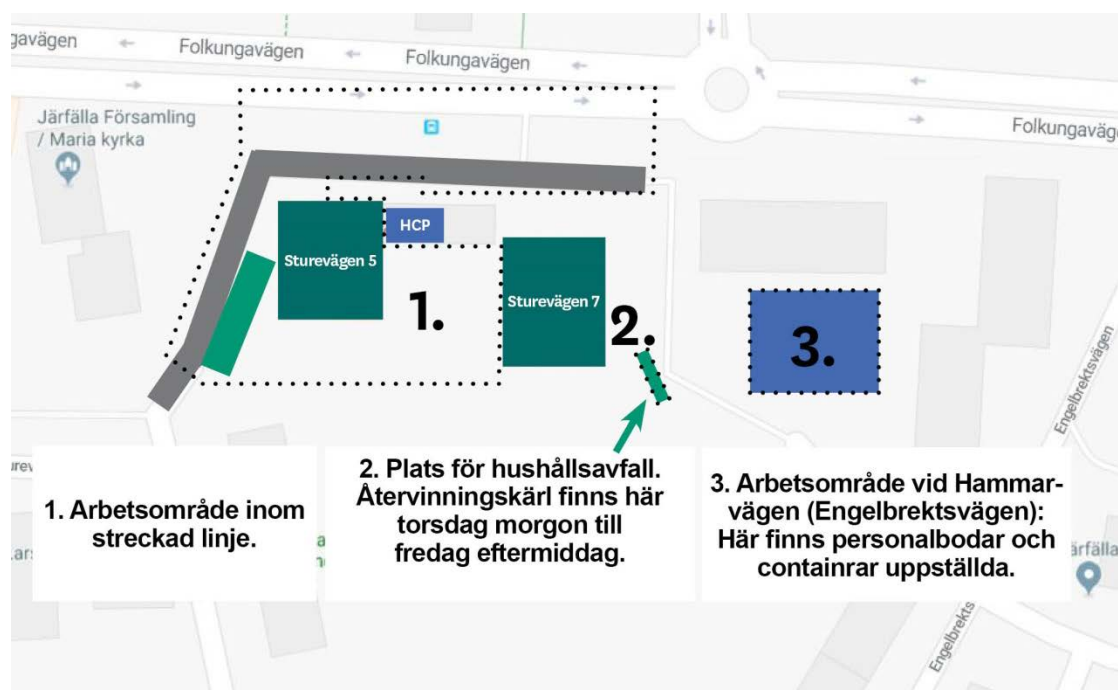 gavägen
Folkungavägen
Folkungavägen
Folkungaväge
Järfälla Församling
/ Maria kyrka
HCP
Sturevägen 5
Sturevägen 7
1.
2.
3.
Engelbrektsvägen
1. Arbetsområde inom
streckad linje.
2. Plats för hushållsavfall.
Återvinningskärl finns här
torsdag morgon till
fredag eftermiddag.
3. Arbetsområde vid Hammar-
vägen (Engelbrektsvägen):
Här finns personalbodar och
containrar uppställda.
ärfälla
Engelbrekts